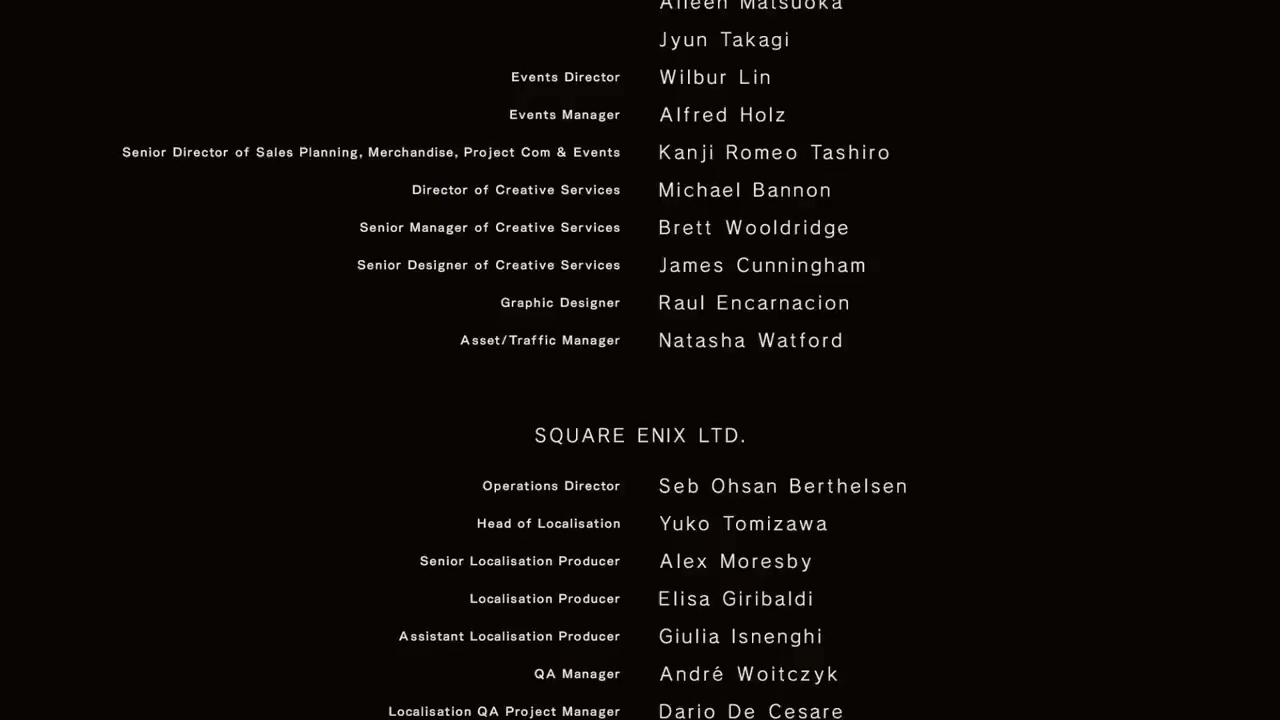 Aileen Matsuoka
Jyun Takagi
Events Director Wilbur Lin
Events Manager Alfred Holz
Senior Director of Sales Planning, Merchandise, Project Com & Events Kanji Romeo Tashiro
Director of Creative Services Michael Bannon
Senior Manager of Creative Services Brett Wooldridge
Senior Designer of Creative Services James Cunningham
Graphic Designer Raul Encarnacion
Asset/Traffic Manager Natasha Watford
SQUARE ENIX LTD.
Operations Director Seb Ohsan Berthelsen
Head of Localisation Yuko Tomizawa
Senior Localisation Producer Alex Moresby
Localisation Producer Elisa Giribaldi
Assistant Localisation Producer Giulia Isnenghi
QA Manager André Woitczyk
Localisation QA Project Manager Dario De Cesare